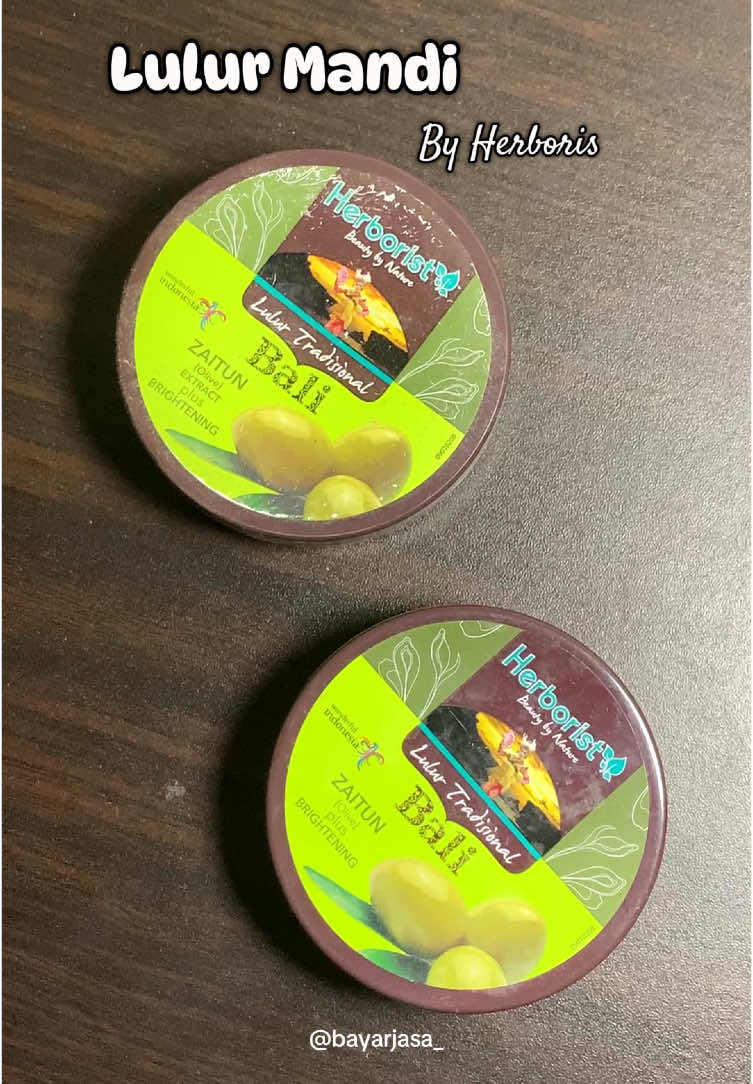 Lulur Mandi
By Herboris
Herborist
Beauty by Nature
Lulur Tradisional
Bali
wonderful
indonesia
ZAITUN
(Olive)
EXTRACT
plus
BRIGHTENING
Herborist
Beauty by Nature
Lulur Tradisional
Bali
wonderful
indonesia
ZAITUN
(Olive)
plus
BRIGHTENING
@bayarjasa_